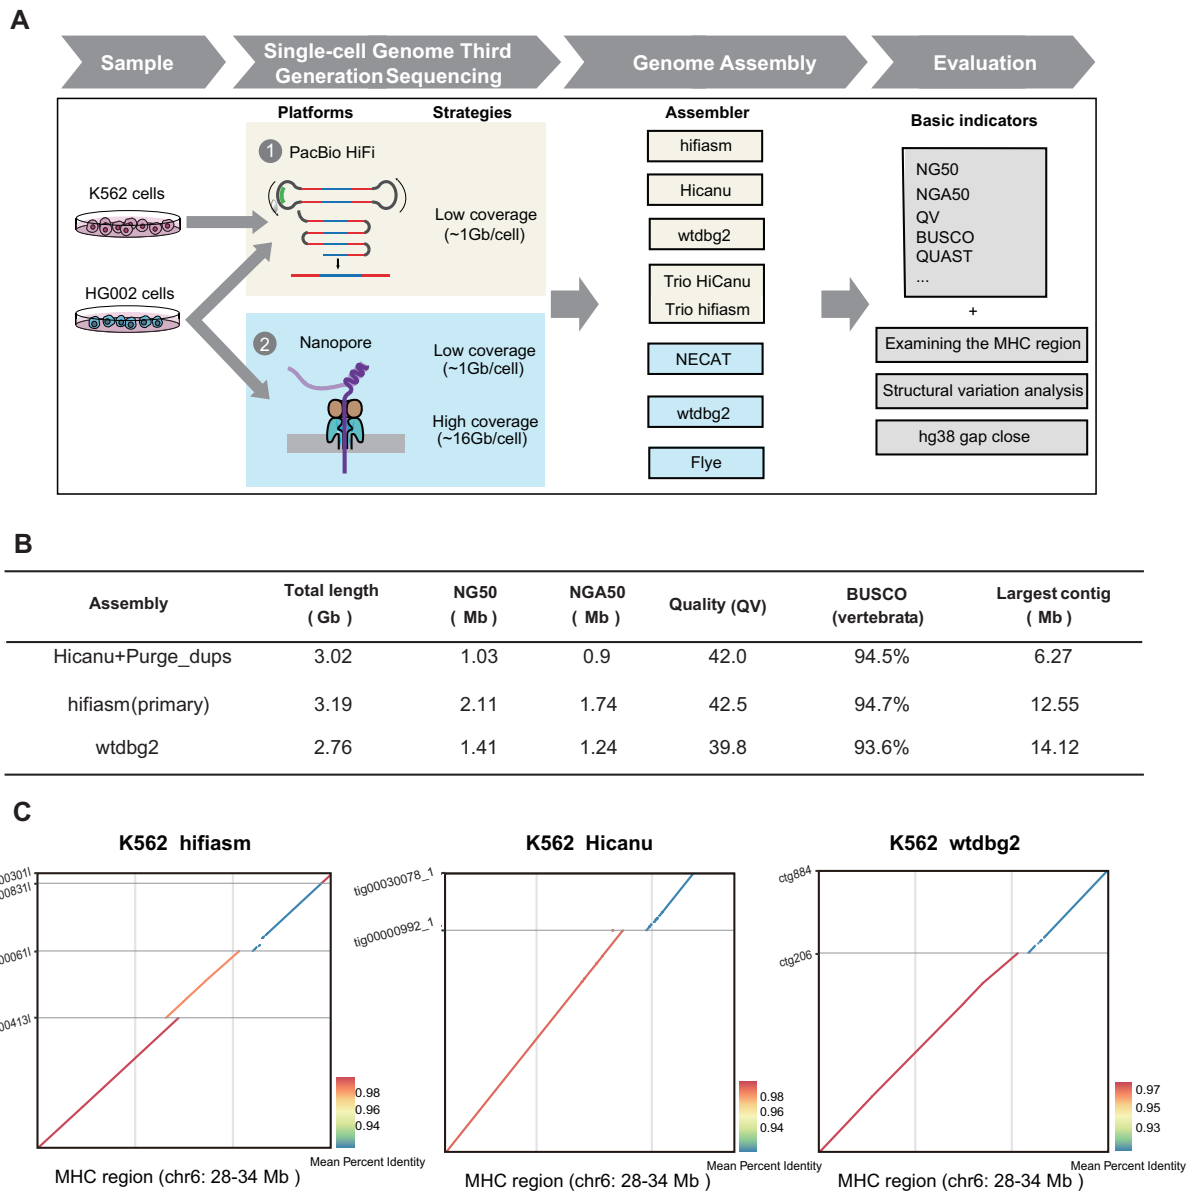 A
Sample
Single-cell Genome Third
Generation Sequencing
Genome Assembly
Evaluation
Platforms
Strategies
Assembler
Basic indicators
1
PacBio HiFi
K562 cells
HG002 cells
Low coverage
(~1Gb/cell)
2
Nanopore
Low coverage
(~1Gb/cell)
High coverage
(~16Gb/cell)
hifiasm
Hicanu
wtdbg2
Trio HiCanu
Trio hifiasm
NECAT
wtdbg2
Flye
NG50
NGA50
QV
BUSCO
QUAST
...
+
Examining the MHC region
Structural variation analysis
hg38 gap close
B
Assembly Total length ( Gb ) NG50 ( Mb ) NGA50 ( Mb ) Quality (QV) BUSCO (vertebrata) Largest contig ( Mb )
Hicanu+Purge_dups 3.02 1.03 0.9 42.0 94.5% 6.27
hifiasm(primary) 3.19 2.11 1.74 42.5 94.7% 12.55
wtdbg2 2.76 1.41 1.24 39.8 93.6% 14.12
C
K562 hifiasm
00301l
00831l
00061l
00413l
0.98
0.96
0.94
Mean Percent Identity
MHC region (chr6: 28-34 Mb )
K562 Hicanu
tig00030078_1
tig00000992_1
0.98
0.96
0.94
Mean Percent Identity
MHC region (chr6: 28-34 Mb )
K562 wtdbg2
ctg884
ctg206
0.97
0.95
0.93
Mean Percent Identity
MHC region (chr6: 28-34 Mb )